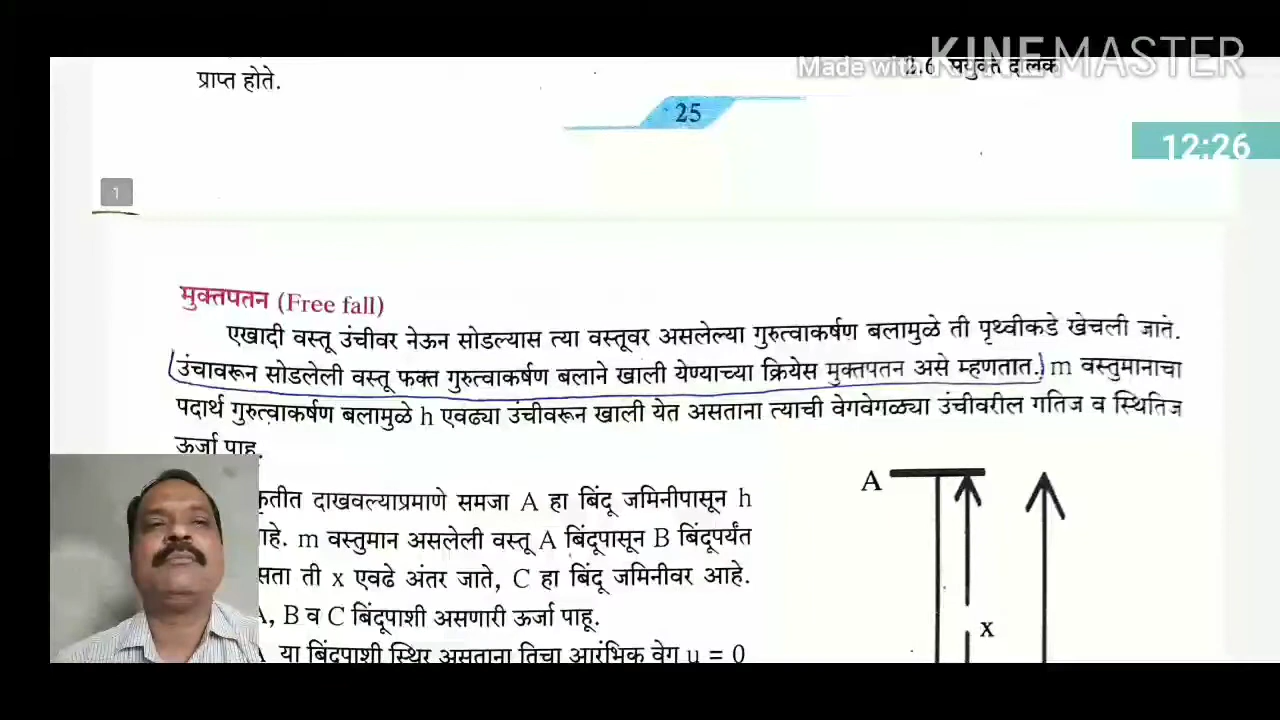 Made with KINEMASTER
प्राप्त होते.
25
12:26
1
मुक्तपतन (Free fall)
एखादी वस्तू उंचीवर नेऊन सोडल्यास त्या वस्तूवर असलेल्या गुरुत्वाकर्षण बलामुळे ती पृथ्वीकडे खेचली जाते.
उंचावरून सोडलेली वस्तू फक्त गुरुत्वाकर्षण बलाने खाली येण्याच्या क्रियेस मुक्तपतन असे म्हणतात. m वस्तुमानाचा
पदार्थ गुरुत्वाकर्षण बलामुळे h एवढ्या उंचीवरून खाली येत असताना त्याची वेगवेगळ्या उंचीवरील गतिज व स्थितिज
ऊर्जा पाहू.
दाखवल्याप्रमाणे समजा A हा बिंदू जमिनीपासून h
m वस्तुमान असलेली वस्तू A बिंदूपासून B बिंदूपर्यंत
ती x एवढे अंतर जाते, C हा बिंदू जमिनीवर आहे.
B व C बिंदूपाशी असणारी ऊर्जा पाहू.
या बिंदूपाशी स्थिर असताना तिचा आरंभिक वेग u = 0
A
x